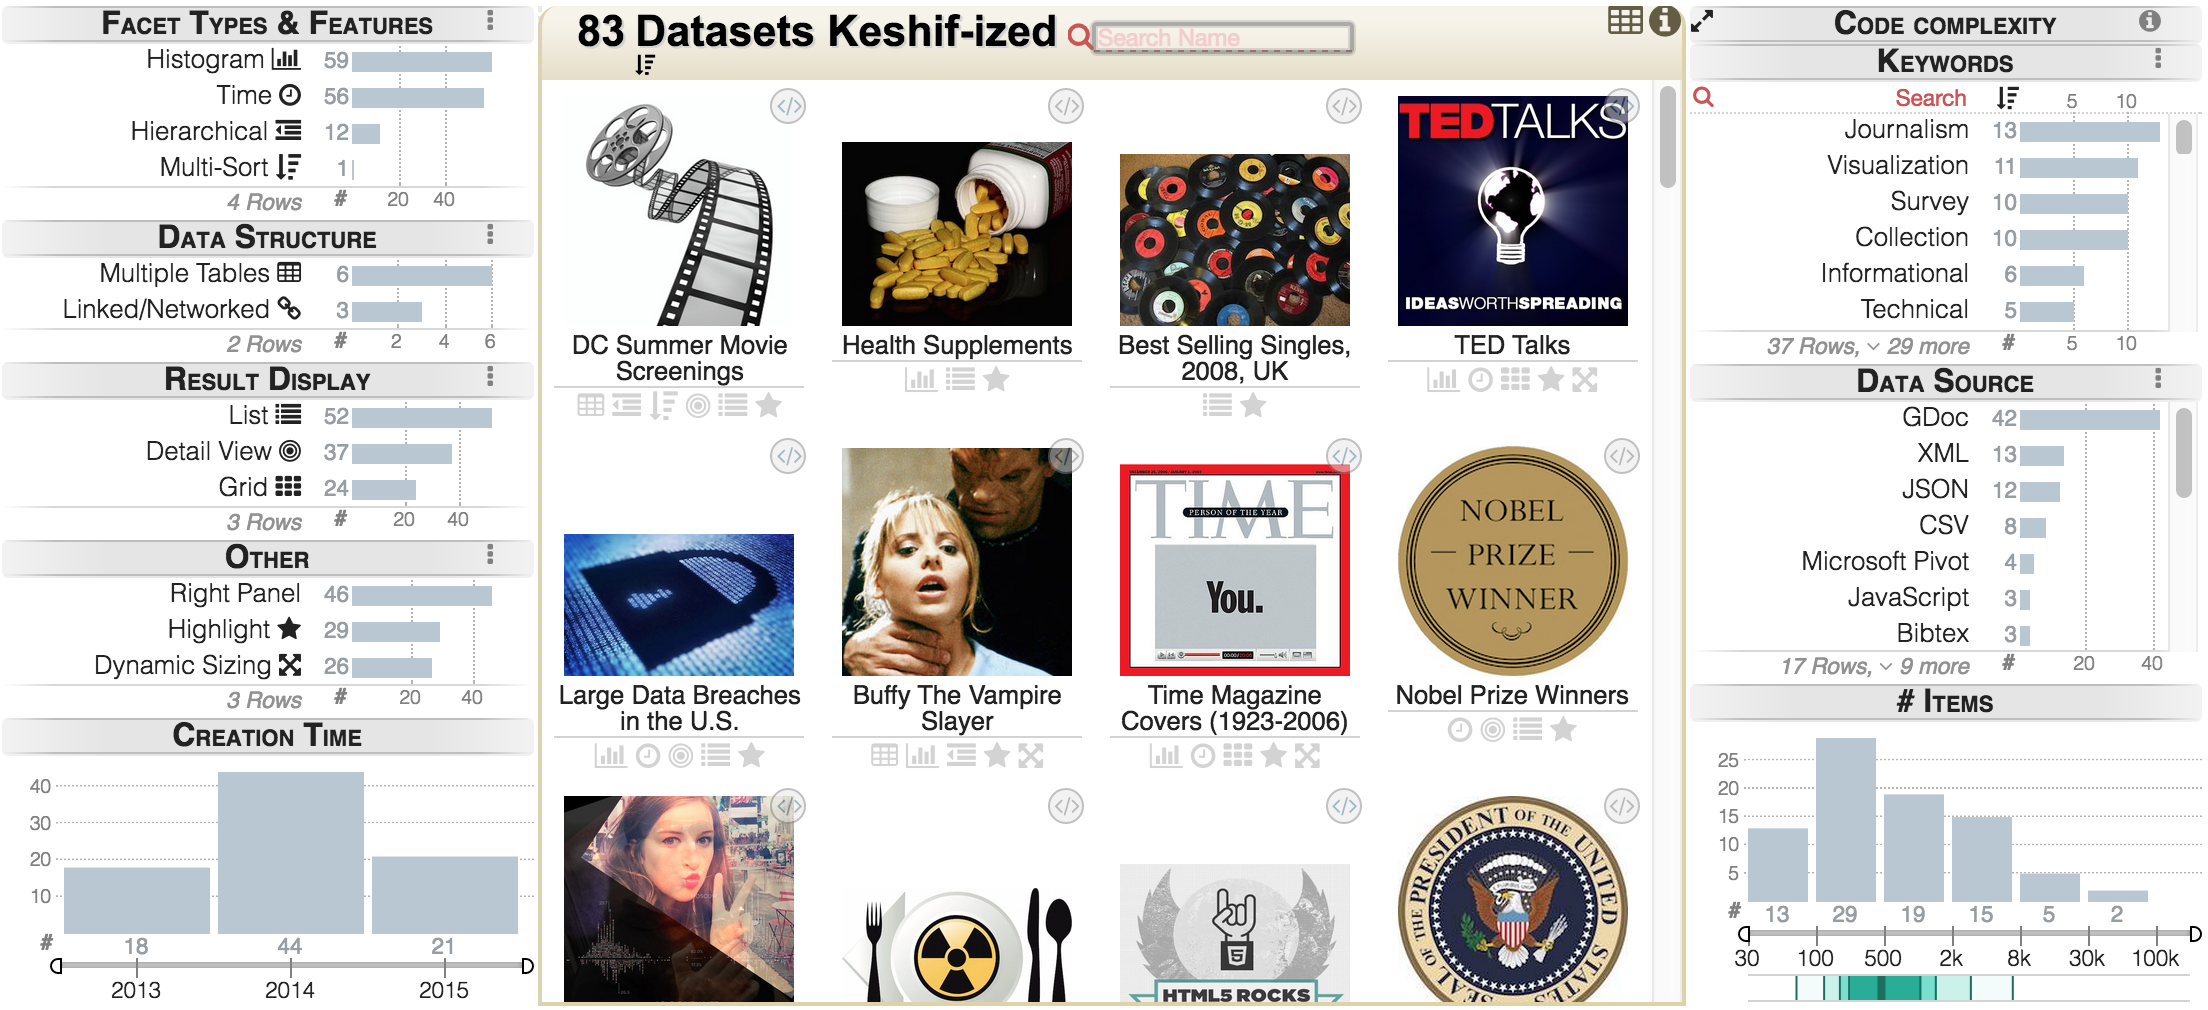 FACET TYPES & FEATURES
Histogram 59
Time 56
Hierarchical 12
Multi-Sort 1
4 Rows # 20 40
DATA STRUCTURE
Multiple Tables 6
Linked/Networked 3
2 Rows # 2 4 6
RESULT DISPLAY
List 52
Detail View 37
Grid 24
3 Rows # 20 40
OTHER
Right Panel 46
Highlight 29
Dynamic Sizing 26
3 Rows # 20 40
CREATION TIME
40
30
20
10
# 18 44 21
2013 2014 2015
83 Datasets Keshif-ized Search Name
</> </> </> </>
TEDTALKS
IDEASWORTHSPREADING
DC Summer Movie
Screenings
Health Supplements
Best Selling Singles,
2008, UK
TED Talks
</> </> </> </>
TIME
PERSON OF THE YEAR
You.
NOBEL
PRIZE
WINNER
Large Data Breaches
in the U.S.
Buffy The Vampire
Slayer
Time Magazine
Covers (1923-2006)
Nobel Prize Winners
</> </> </> </>
5
HTML5 ROCKS
SEAL OF THE PRESIDENT OF THE UNITED STATES
CODE COMPLEXITY
KEYWORDS
Search 5 10
Journalism 13
Visualization 11
Survey 10
Collection 10
Informational 6
Technical 5
37 Rows, 29 more # 5 10
DATA SOURCE
GDoc 42
XML 13
JSON 12
CSV 8
Microsoft Pivot 4
JavaScript 3
Bibtex 3
17 Rows, 9 more # 20 40
# ITEMS
25
20
15
10
5
# 13 29 19 15 5 2
30 100 500 2k 8k 30k 100k